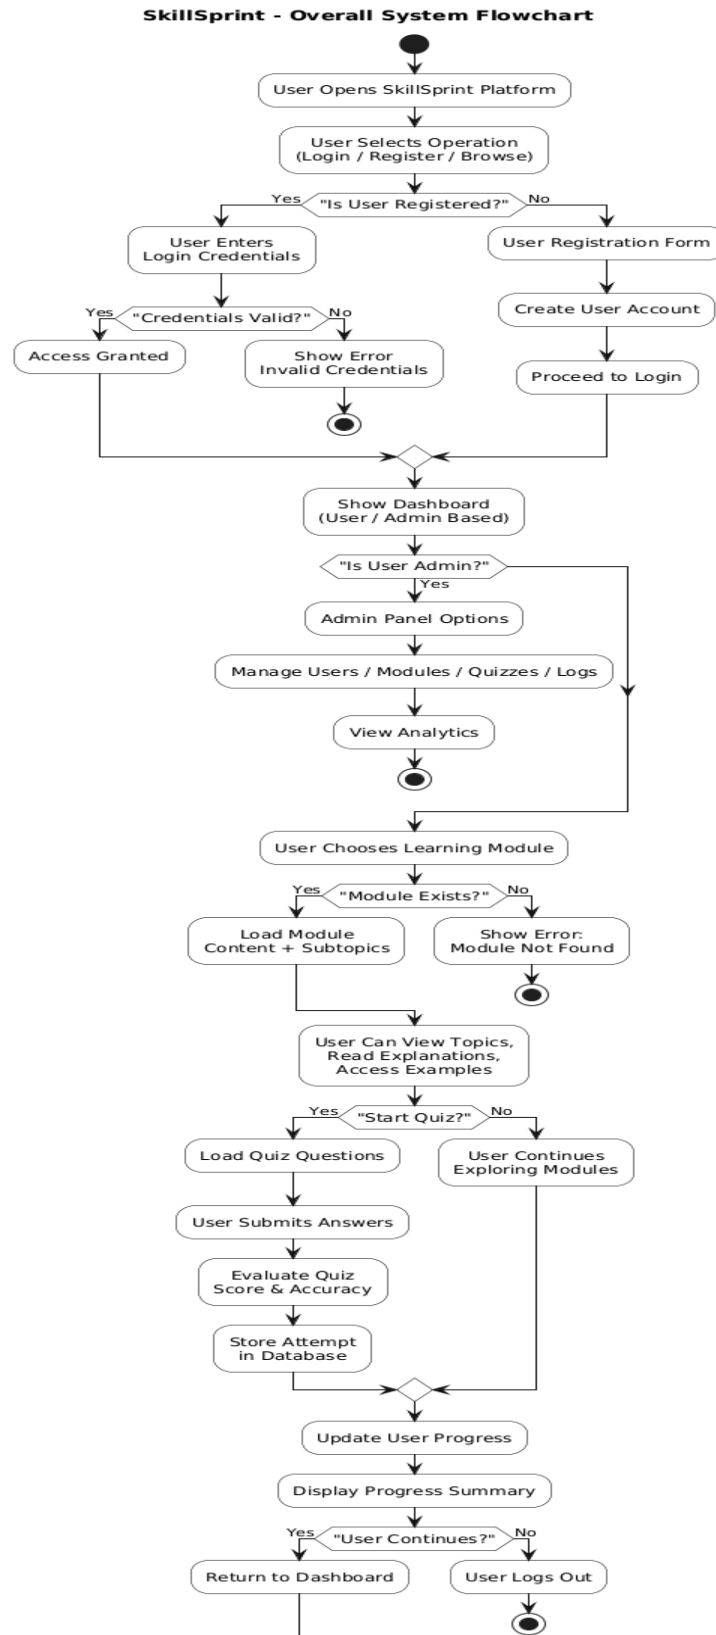 SkillSprint - Overall System Flowchart
User Opens SkillSprint Platform
User Selects Operation
(Login / Register / Browse)
Yes
"Is User Registered?"
No
User Enters
Login Credentials
User Registration Form
Yes
"Credentials Valid?"
No
Create User Account
Access Granted
Show Error
Invalid Credentials
Proceed to Login
Show Dashboard
(User / Admin Based)
"Is User Admin?"
Yes
Admin Panel Options
Manage Users / Modules / Quizzes / Logs
View Analytics
User Chooses Learning Module
Yes
"Module Exists?"
No
Load Module
Content + Subtopics
Show Error:
Module Not Found
User Can View Topics,
Read Explanations,
Access Examples
Yes
"Start Quiz?"
No
Load Quiz Questions
User Continues
Exploring Modules
User Submits Answers
Evaluate Quiz
Score & Accuracy
Store Attempt
in Database
Update User Progress
Display Progress Summary
Yes
"User Continues?"
No
Return to Dashboard
User Logs Out